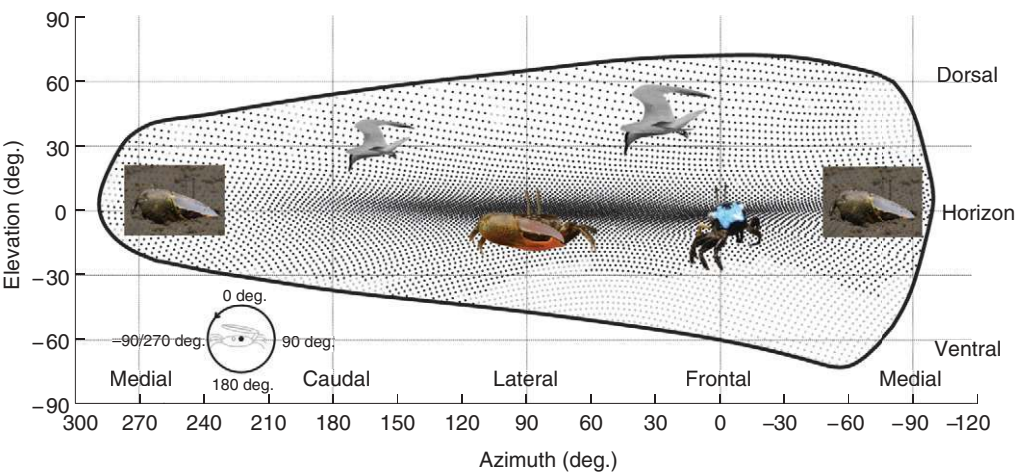 90
60
30
0
−30
−60
−90
Elevation (deg.)
Dorsal
Horizon
Ventral
0 deg.
−90/270 deg.
90 deg.
180 deg.
Medial Caudal Lateral Frontal Medial
300 270 240 210 180 150 120 90 60 30 0 −30 −60 −90 −120
Azimuth (deg.)